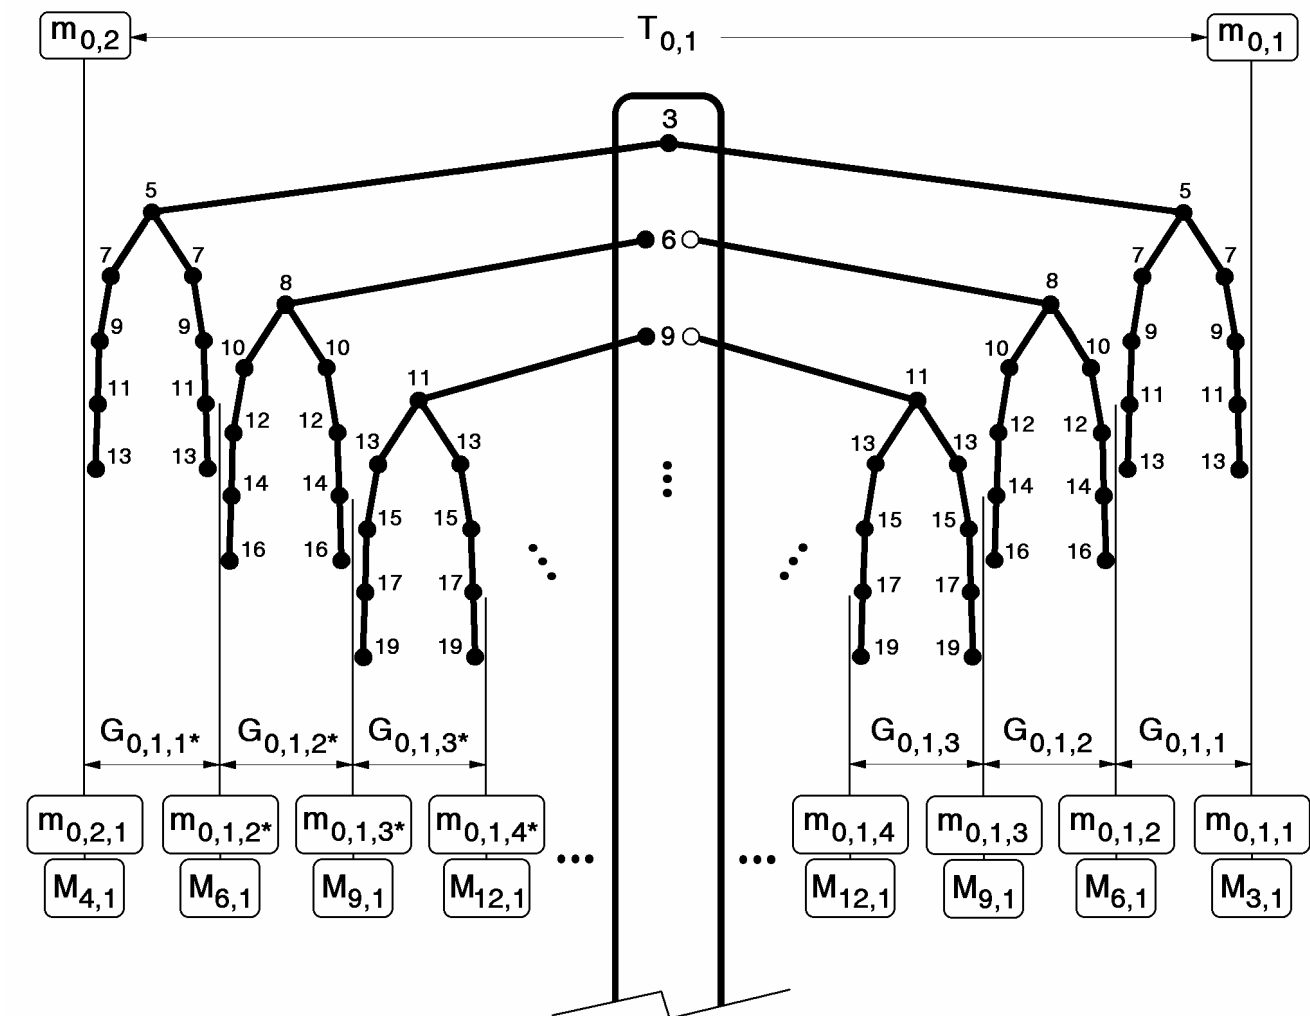 m0,2 T0,1 m0,1
3
5 5
7 7 6 7 7
8 8
9 9 9 9 9
10 10 10 10
11 11 11 11 11 11
12 12 12 12
13 13 13 13 13 13 13 13
14 14 14 14
15 15 15 15
16 16 16 16
17 17 17 17
19 19 19 19
G0,1,1* G0,1,2* G0,1,3* G0,1,3 G0,1,2 G0,1,1
m0,2,1 m0,1,2* m0,1,3* m0,1,4* m0,1,4 m0,1,3 m0,1,2 m0,1,1
M4,1 M6,1 M9,1 M12,1 M12,1 M9,1 M6,1 M3,1